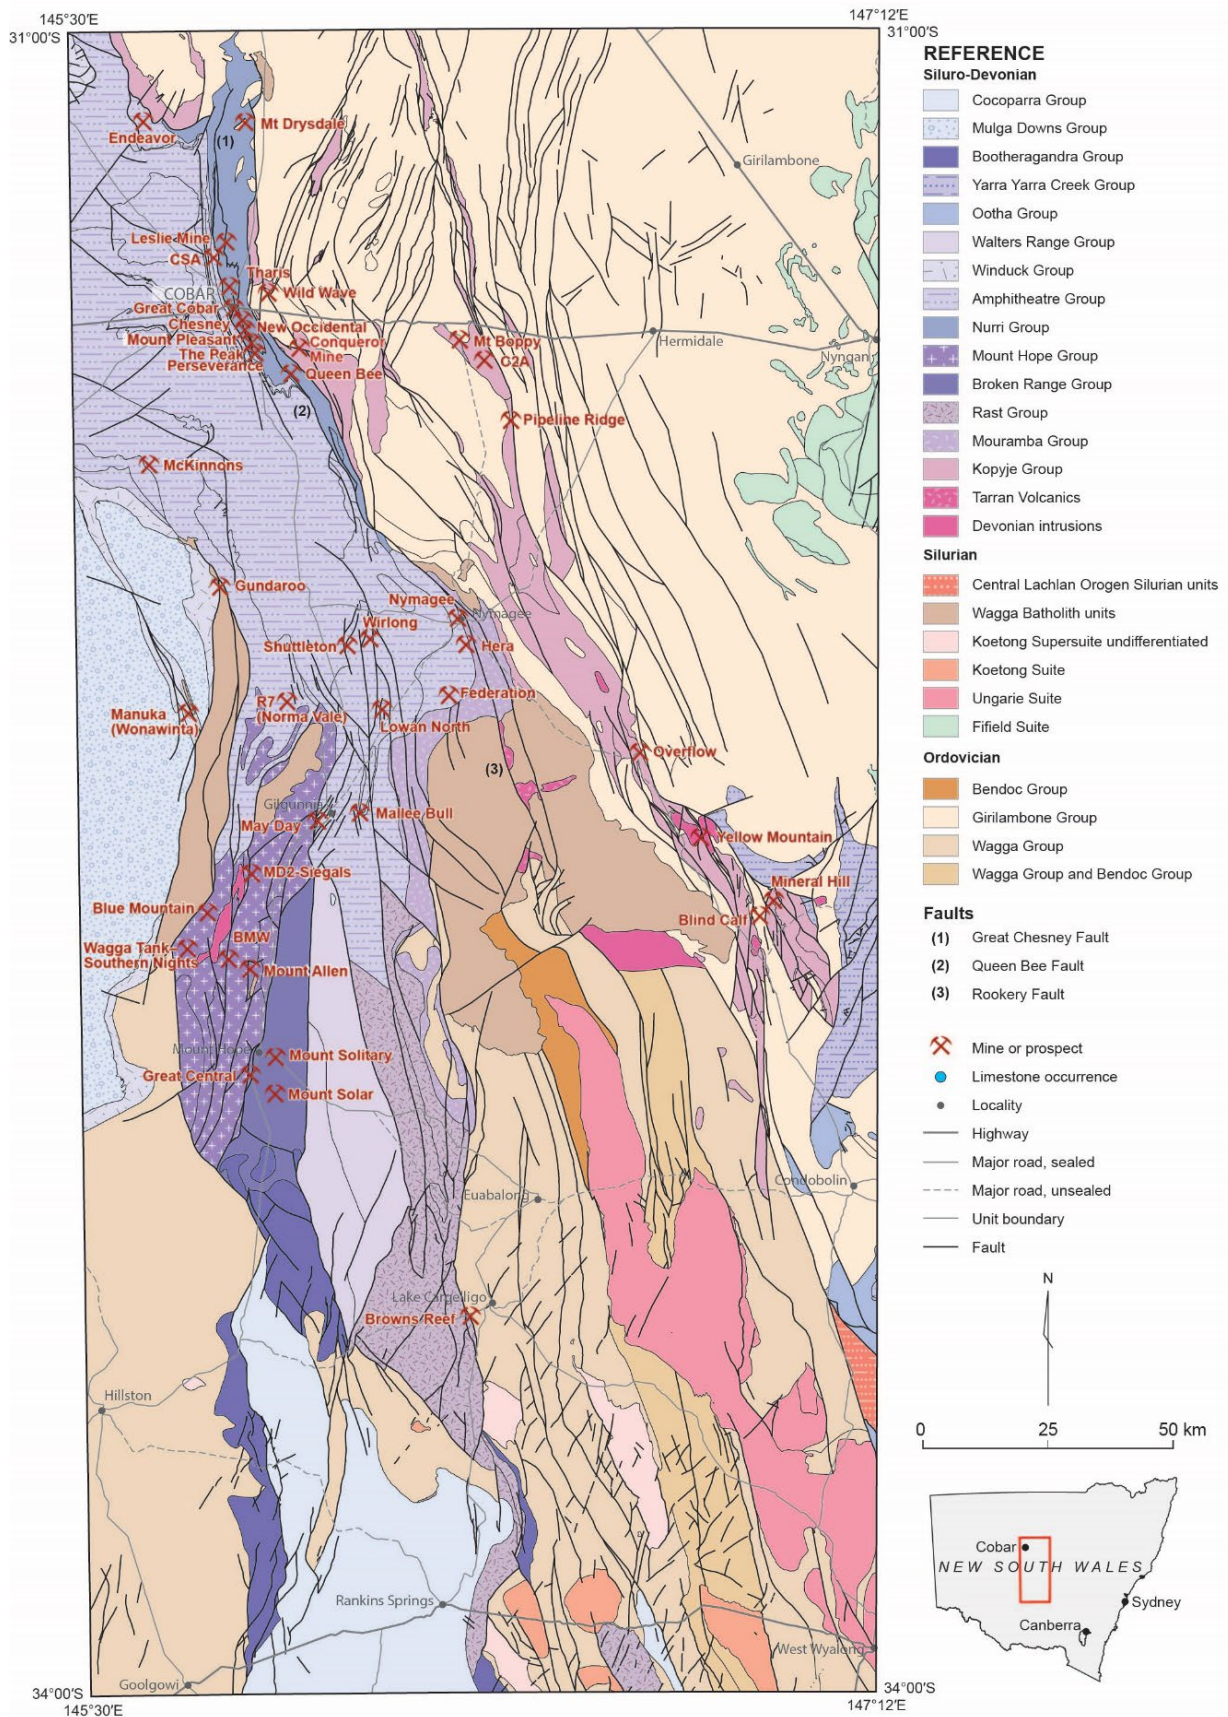 145°30'E
147°12'E
31°00'S
31°00'S
Endeavor
Mt Drysdale
(1)
Girilambone
Leslie Mine
CSA
Tharis
COBAR
Wild Wave
Great Cobar
Chesney
New Occidental
Mount Pleasant
Conqueror
Mine
The Peak
Perseverance
Queen Bee
Mt Boppy
C2A
Hermidale
Nyngan
(2)
Pipeline Ridge
McKinnons
Gundaroo
Nymagee
Nymagee
Wirlong
Shuttleton
Hera
R7
(Norma Vale)
Federation
Manuka
(Wonawinta)
Lowan North
Overflow
(3)
Gilgunnia
May Day
Mallee Bull
Yellow Mountain
MD2-Siegals
Mineral Hill
Blue Mountain
Blind Calf
BMW
Wagga Tank–
Southern Nights
Mount Allen
Mount Hope
Mount Solitary
Great Central
Mount Solar
Condobolin
Euabalong
Lake Cargelligo
Browns Reef
Hillston
Rankins Springs
West Wyalong
Goolgowi
34°00'S
34°00'S
145°30'E
147°12'E
REFERENCE
Siluro-Devonian
Cocoparra Group
Mulga Downs Group
Bootheragandra Group
Yarra Yarra Creek Group
Ootha Group
Walters Range Group
Winduck Group
Amphitheatre Group
Nurri Group
Mount Hope Group
Broken Range Group
Rast Group
Mouramba Group
Kopyje Group
Tarran Volcanics
Devonian intrusions
Silurian
Central Lachlan Orogen Silurian units
Wagga Batholith units
Koetong Supersuite undifferentiated
Koetong Suite
Ungarie Suite
Fifield Suite
Ordovician
Bendoc Group
Girilambone Group
Wagga Group
Wagga Group and Bendoc Group
Faults
(1) Great Chesney Fault
(2) Queen Bee Fault
(3) Rookery Fault
Mine or prospect
Limestone occurrence
Locality
Highway
Major road, sealed
Major road, unsealed
Unit boundary
Fault
N
0 25 50 km
Cobar
NEW SOUTH WALES
Sydney
Canberra